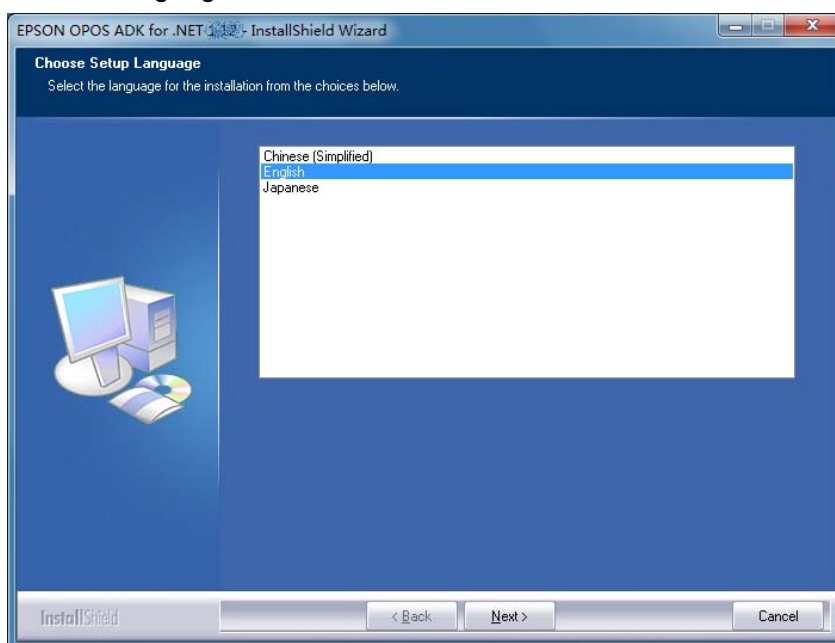 EPSON OPOS ADK for .NET - InstallShield Wizard
Choose Setup Language
Select the language for the installation from the choices below.
Chinese (Simplified)
English
Japanese
InstallShield
< Back
Next >
Cancel